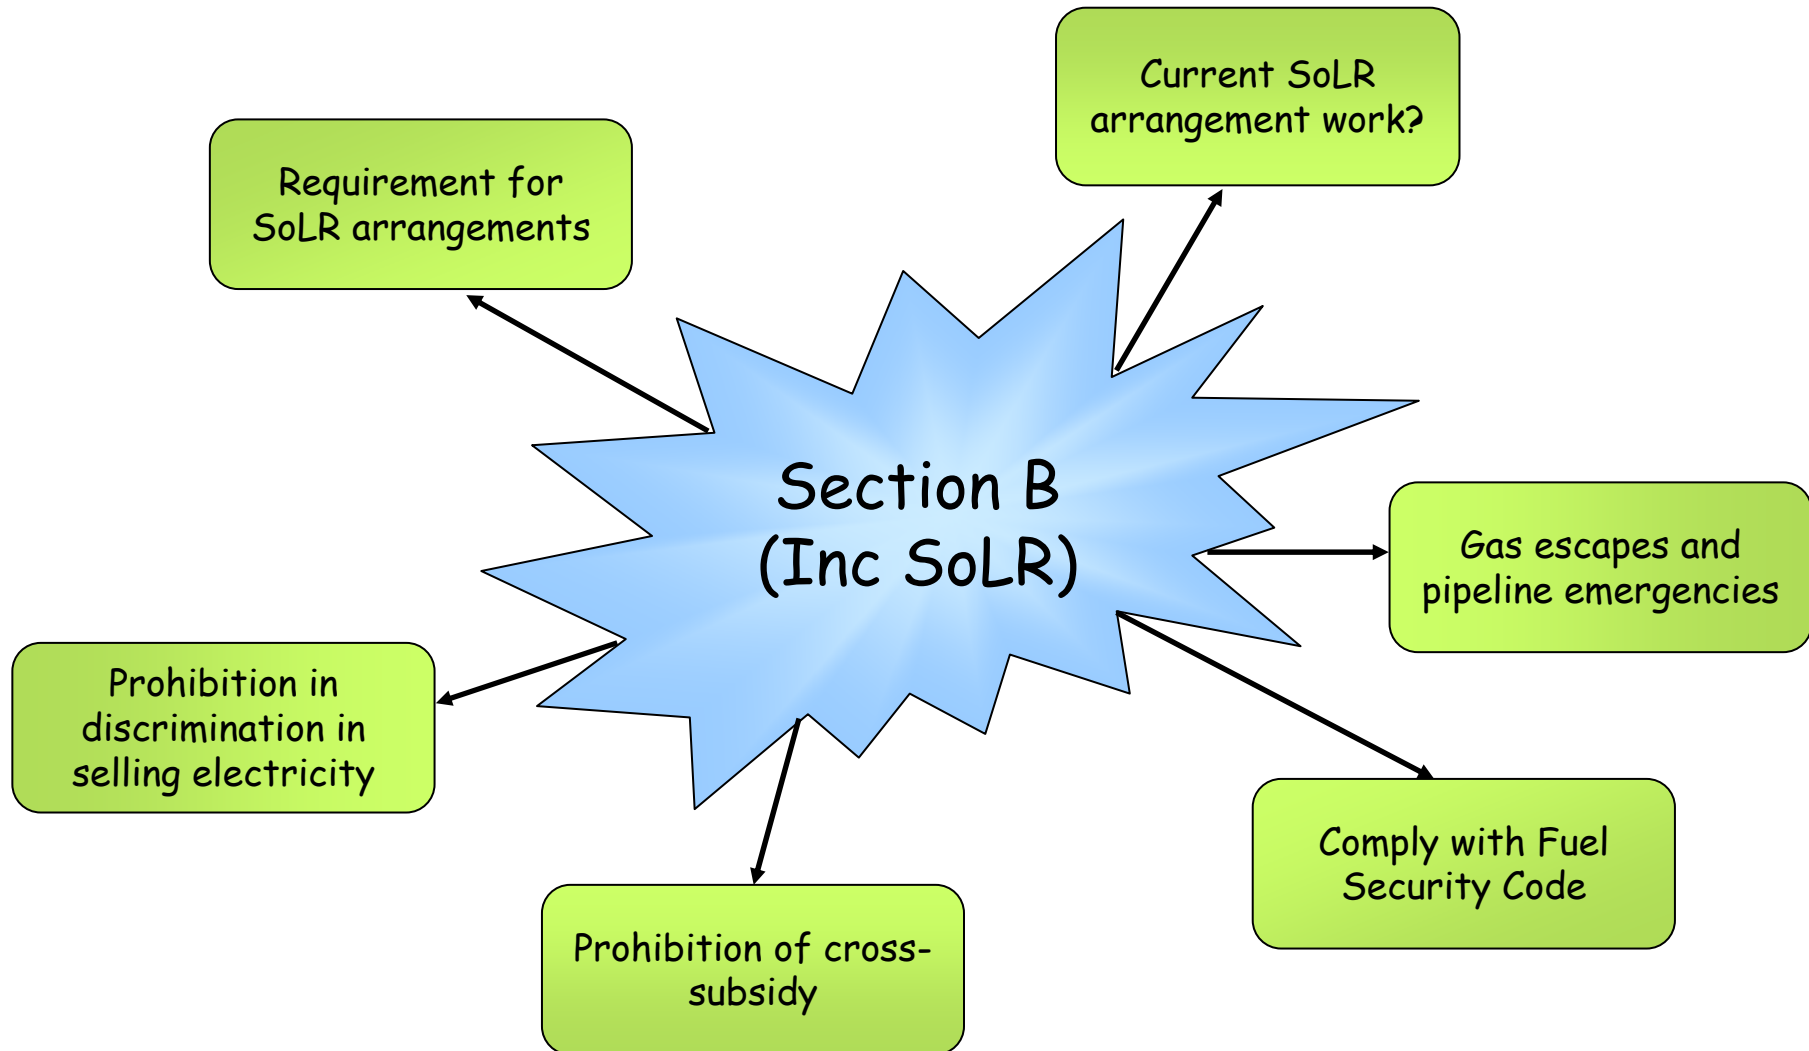 Current SoLR
arrangement work?
Requirement for
SoLR arrangements
Section B
(Inc SoLR)
Gas escapes and
pipeline emergencies
Prohibition in
discrimination in
selling electricity
Comply with Fuel
Security Code
Prohibition of cross-
subsidy